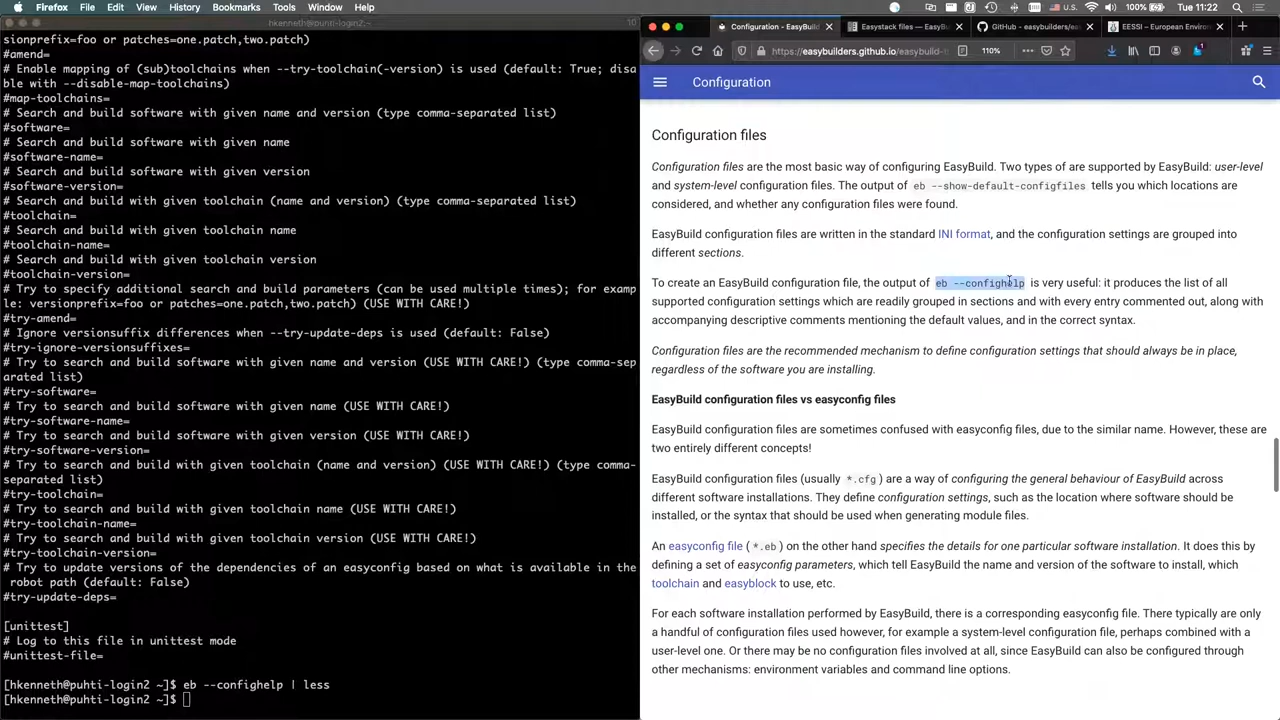 Firefox File Edit View History Bookmarks Tools Window Help
U.S. 100% Tue 11:22
hkenneth@puhti-login2:~
sionprefix=foo or patches=one.patch,two.patch)
#amend=
# Enable mapping of (sub)toolchains when --try-toolchain(-version) is used (default: True; disa
ble with --disable-map-toolchains)
#map-toolchains=
# Search and build software with given name and version (type comma-separated list)
#software=
# Search and build software with given name
#software-name=
# Search and build software with given version
#software-version=
# Search and build with given toolchain (name and version) (type comma-separated list)
#toolchain=
# Search and build with given toolchain name
#toolchain-name=
# Search and build with given toolchain version
#toolchain-version=
# Try to specify additional search and build parameters (can be used multiple times); for examp
le: versionprefix=foo or patches=one.patch,two.patch) (USE WITH CARE!)
#try-amend=
# Ignore versionsuffix differences when --try-update-deps is used (default: False)
#try-ignore-versionsuffixes=
# Try to search and build software with given name and version (USE WITH CARE!) (type comma-sep
arated list)
#try-software=
# Try to search and build software with given name (USE WITH CARE!)
#try-software-name=
# Try to search and build software with given version (USE WITH CARE!)
#try-software-version=
# Try to search and build with given toolchain (name and version) (USE WITH CARE!) (type comma-
separated list)
#try-toolchain=
# Try to search and build with given toolchain name (USE WITH CARE!)
#try-toolchain-name=
# Try to search and build with given toolchain version (USE WITH CARE!)
#try-toolchain-version=
# Try to update versions of the dependencies of an easyconfig based on what is available in the
 robot path (default: False)
#try-update-deps=
[unittest]
# Log to this file in unittest mode
#unittest-file=
[hkenneth@puhti-login2 ~]$ eb --confighelp | less
[hkenneth@puhti-login2 ~]$
Configuration - EasyBuild
Easystack files —
GitHub - easybuilders/e
EESSI – European Environ
https://easybuilders.github.io/easybuild-t
110%
Configuration
Configuration files
Configuration files are the most basic way of configuring EasyBuild. Two types of are supported by EasyBuild: user-level
and system-level configuration files. The output of eb --show-default-configfiles tells you which locations are
considered, and whether any configuration files were found.
EasyBuild configuration files are written in the standard INI format, and the configuration settings are grouped into
different sections.
To create an EasyBuild configuration file, the output of eb --confighelp is very useful: it produces the list of all
supported configuration settings which are readily grouped in sections and with every entry commented out, along with
accompanying descriptive comments mentioning the default values, and in the correct syntax.
Configuration files are the recommended mechanism to define configuration settings that should always be in place,
regardless of the software you are installing.
EasyBuild configuration files vs easyconfig files
EasyBuild configuration files are sometimes confused with easyconfig files, due to the similar name. However, these are
two entirely different concepts!
EasyBuild configuration files (usually *.cfg) are a way of configuring the general behaviour of EasyBuild across
different software installations. They define configuration settings, such as the location where software should be
installed, or the syntax that should be used when generating module files.
An easyconfig file (*.eb) on the other hand specifies the details for one particular software installation. It does this by
defining a set of easyconfig parameters, which tell EasyBuild the name and version of the software to install, which
toolchain and easyblock to use, etc.
For each software installation performed by EasyBuild, there is a corresponding easyconfig file. There typically are only
a handful of configuration files used however, for example a system-level configuration file, perhaps combined with a
user-level one. Or there may be no configuration files involved at all, since EasyBuild can also be configured through
other mechanisms: environment variables and command line options.